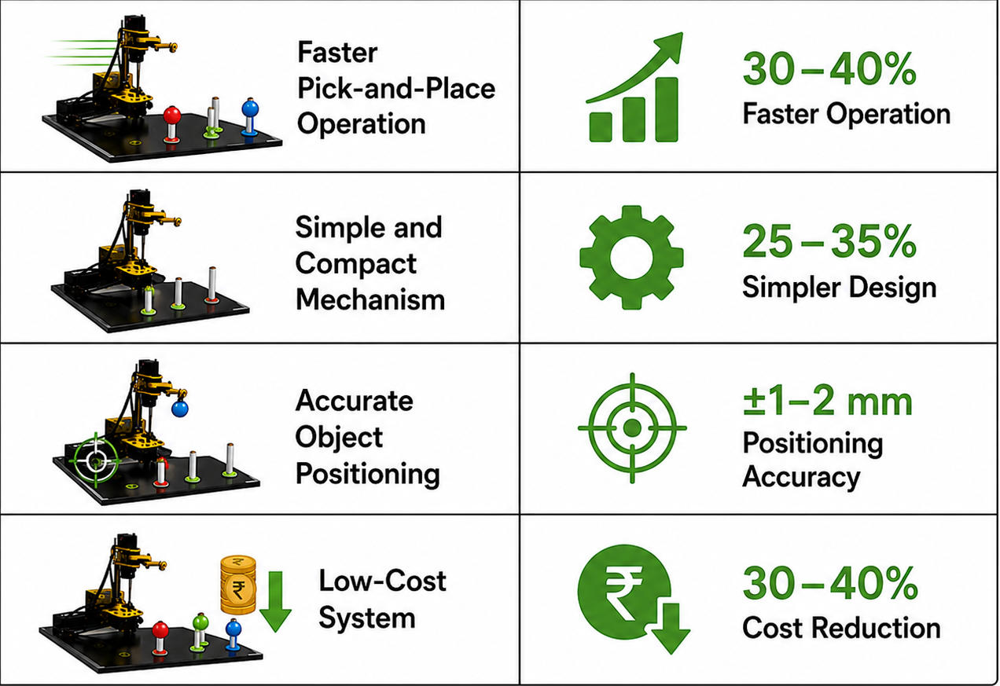 Faster
Pick-and-Place
Operation
30–40%
Faster Operation
Simple and
Compact
Mechanism
25–35%
Simpler Design
Accurate
Object
Positioning
±1–2 mm
Positioning
Accuracy
₹
₹
Low-Cost
System
₹
30–40%
Cost Reduction